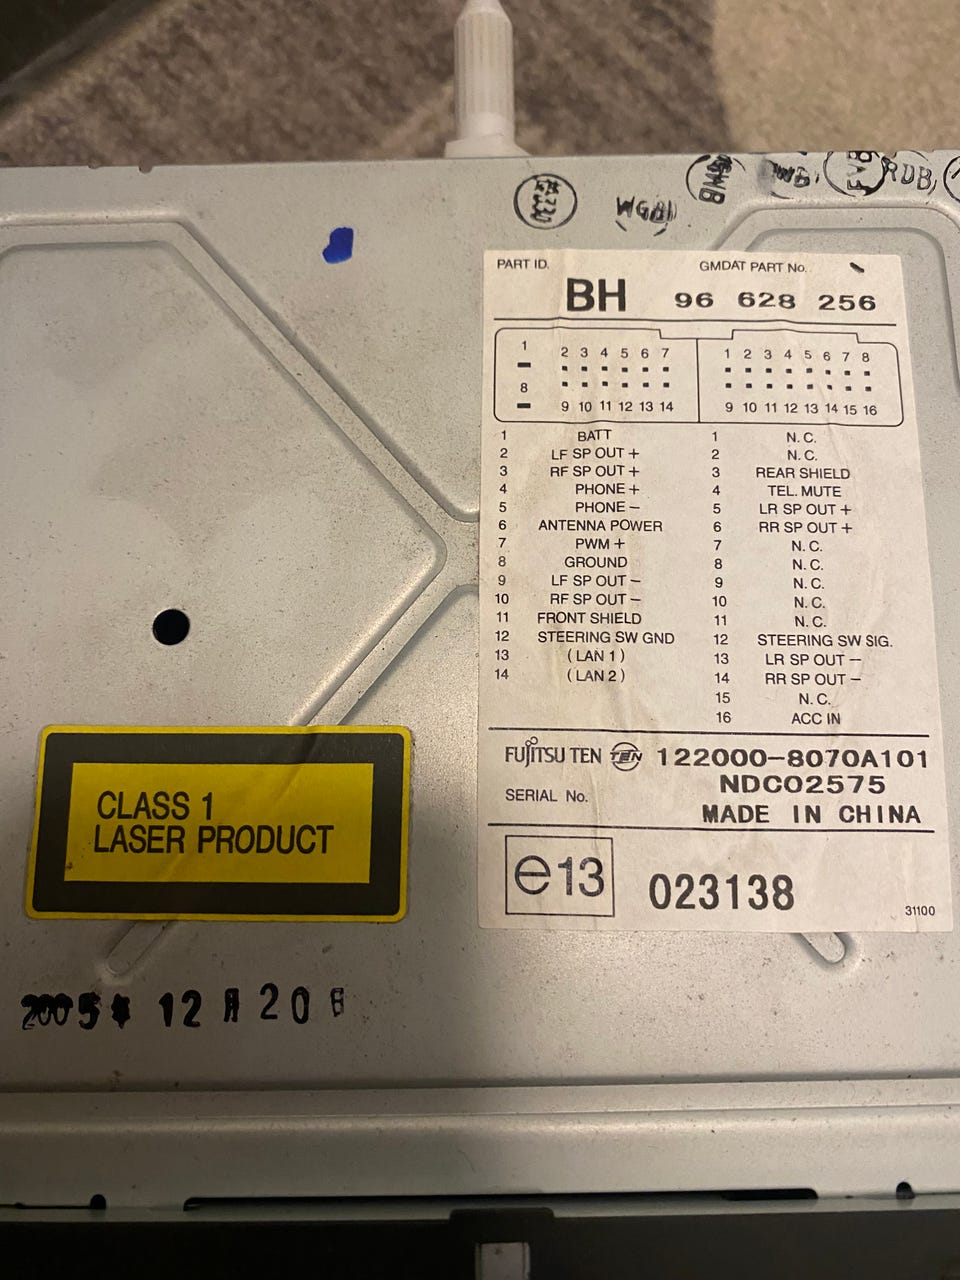 WGBI
RDB
PART ID. GMDAT PART No.
BH 96 628 256
1 2 3 4 5 6 7 1 2 3 4 5 6 7 8
8 9 10 11 12 13 14 9 10 11 12 13 14 15 16
1 BATT 1 N.C.
2 LF SP OUT + 2 N.C.
3 RF SP OUT + 3 REAR SHIELD
4 PHONE + 4 TEL. MUTE
5 PHONE − 5 LR SP OUT +
6 ANTENNA POWER 6 RR SP OUT +
7 PWM + 7 N.C.
8 GROUND 8 N.C.
9 LF SP OUT − 9 N.C.
10 RF SP OUT − 10 N.C.
11 FRONT SHIELD 11 N.C.
12 STEERING SW GND 12 STEERING SW SIG.
13 (LAN 1) 13 LR SP OUT −
14 (LAN 2) 14 RR SP OUT −
15 N.C.
16 ACC IN
FUJITSU TEN TEN 122000-8070A101
SERIAL No. NDC02575
MADE IN CHINA
e13 023138
31100
CLASS 1
LASER PRODUCT
2005 12 20